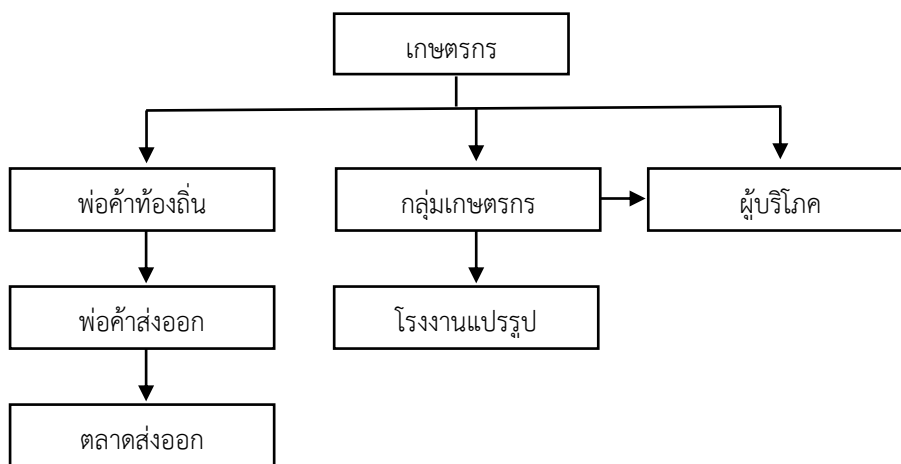 เกษตรกร
พ่อค้าท้องถิ่น
กลุ่มเกษตรกร
ผู้บริโภค
พ่อค้าส่งออก
โรงงานแปรรูป
ตลาดส่งออก